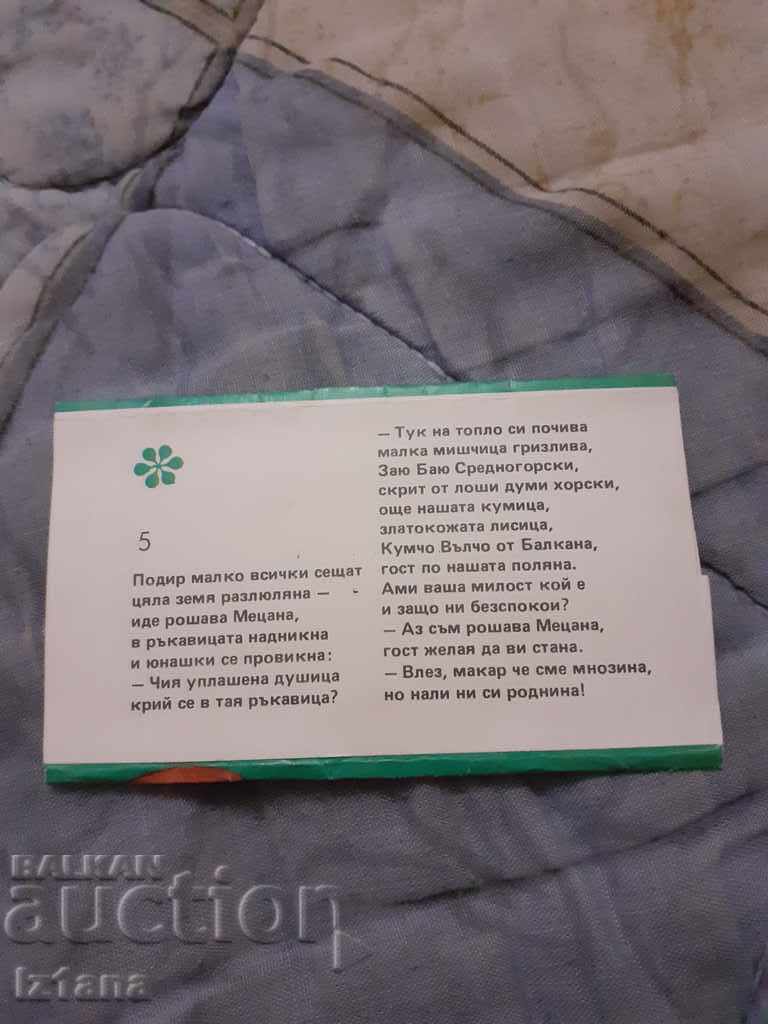 5
Подир малко всички сещат
цяла земя разлюляна —
иде рошава Мецана,
в ръкавицата надникна
и юнашки се провикна:
— Чия уплашена душица
крий се в тая ръкавица?
— Тук на топло си почива
малка мишчица гризлива,
Заю Баю Средногорски,
скрит от лоши думи хорски,
още нашата кумица,
златокожата лисица,
Кумчо Вълчо от Балкана,
гост по нашата поляна.
Ами ваша милост кой е
и защо ни безспокои?
— Аз съм рошава Мецана,
гост желая да ви стана.
— Влез, макар че сме мнозина,
но нали ни си роднина!
BALKAN
auction
Iz1ana